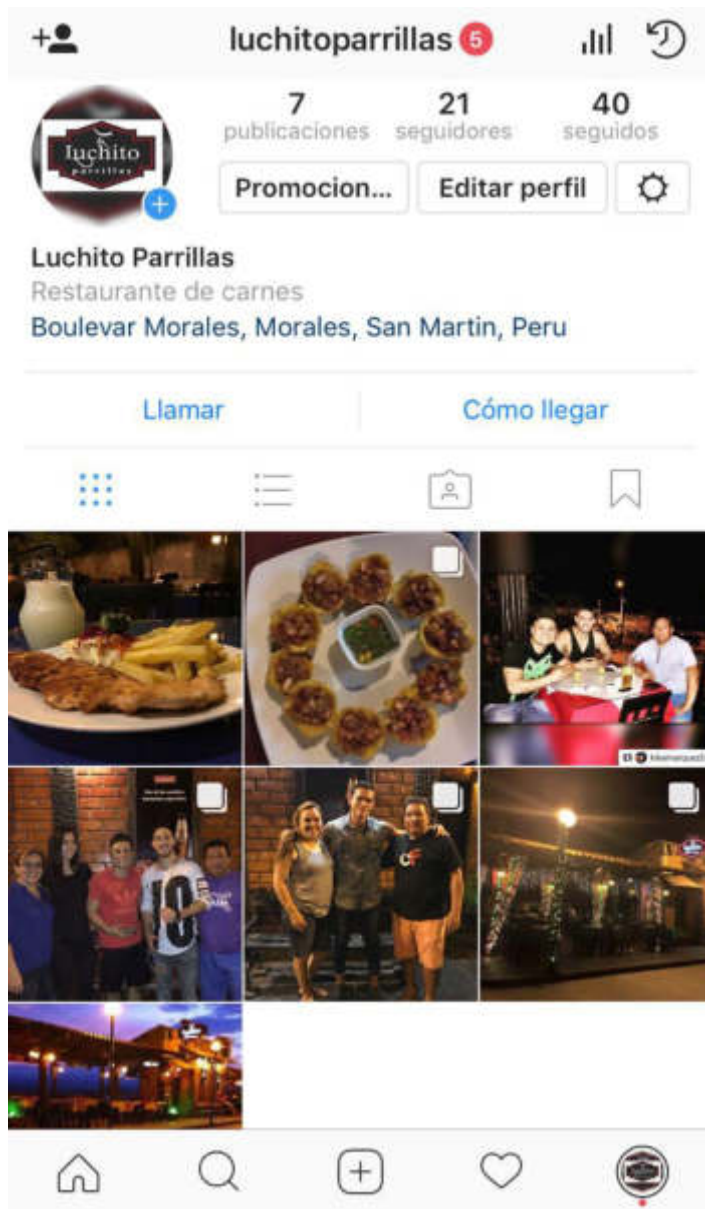 luchitoparrillas 5
7 21 40
publicaciones seguidores seguidos
luchito
parrillas
Promocion... Editar perfil
Luchito Parrillas
Restaurante de carnes
Boulevar Morales, Morales, San Martin, Peru
Llamar Cómo llegar